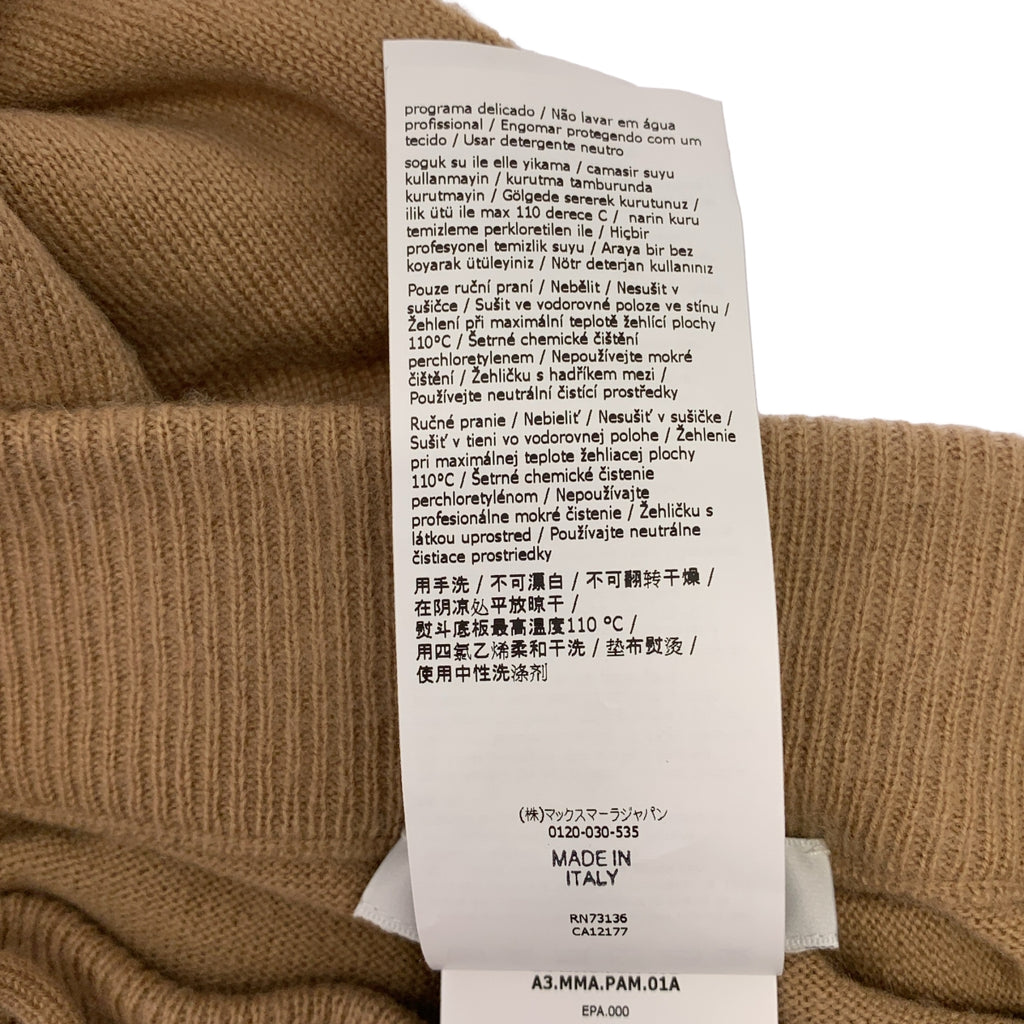 programa delicado / Não lavar em água
profissional / Engomar protegendo com um
tecido / Usar detergente neutro
soguk su ile elle yikama / camasir suyu
kullanmayin / kurutma tamburunda
kurutmayin / Gölgede sererek kurutunuz /
ilik ütü ile max 110 derece C / narin kuru
temizleme perkloretilen ile / Hiçbir
profesyonel temizlik suyu / Araya bir bez
koyarak ütüleyiniz / Nötr deterjan kullanınız
Pouze ruční praní / Nebělit / Nesušit v
sušičce / Sušit ve vodorovné poloze ve stínu /
Žehlení při maximální teplotě žehlící plochy
110°C / Šetrné chemické čištění
perchloretylenem / Nepoužívejte mokré
čištění / Žehličku s hadříkem mezi /
Používejte neutrální čistící prostředky
Ručné pranie / Nebieliť / Nesušiť v sušičke /
Sušiť v tieni vo vodorovnej polohe / Žehlenie
pri maximálnej teplote žehliacej plochy
110°C / Šetrné chemické čistenie
perchloretylénom / Nepoužívajte
profesionálne mokré čistenie / Žehličku s
látkou uprostred / Používajte neutrálne
čistiace prostriedky
用手洗 / 不可漂白 / 不可翻转干燥 /
在阴凉处平放晾干 /
熨斗底板最高温度110 °C /
用四氯乙烯柔和干洗 / 垫布熨烫 /
使用中性洗涤剂
(株)マックスマーラジャパン
0120-030-535
MADE IN
ITALY
RN73136
CA12177
A3.MMA.PAM.01A
EPA.000